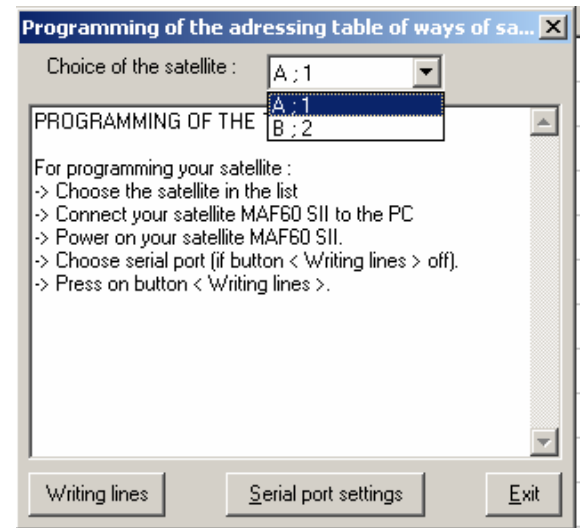 Programming of the adressing table of ways of sa...
Choice of the satellite :
A ; 1
A ; 1
B ; 2
PROGRAMMING OF THE
For programming your satellite :
-> Choose the satellite in the list
-> Connect your satellite MAF60 SII to the PC
-> Power on your satellite MAF60 SII.
-> Choose serial port (if button < Writing lines > off).
-> Press on button < Writing lines >.
Writing lines
Serial port settings
Exit